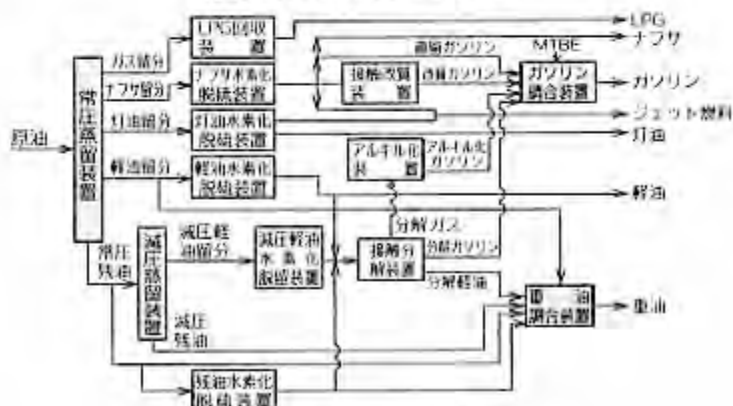 LPG回収
装 置
LPG
ナフサ
直留ガソリン
MTBE
ガス留分
ナフサ留分
ナフサ水素化
脱硫装置
接触改質
装 置
改質ガソリン
ガソリン
調合装置
ガソリン
ジェット燃料
原油
常圧蒸留装置
灯油留分
灯油水素化
脱硫装置
灯油
アルキル化
装 置
アルキル化
ガソリン
軽油留分
軽油水素化
脱硫装置
軽油
分解ガス
常圧
残油
減圧蒸留装置
減圧軽
油留分
減圧軽油
水素化
脱硫装置
接触分
解装置
分解ガソリン
分解軽油
重 油
調合装置
重油
減圧
残油
残油水素化
脱硫装置